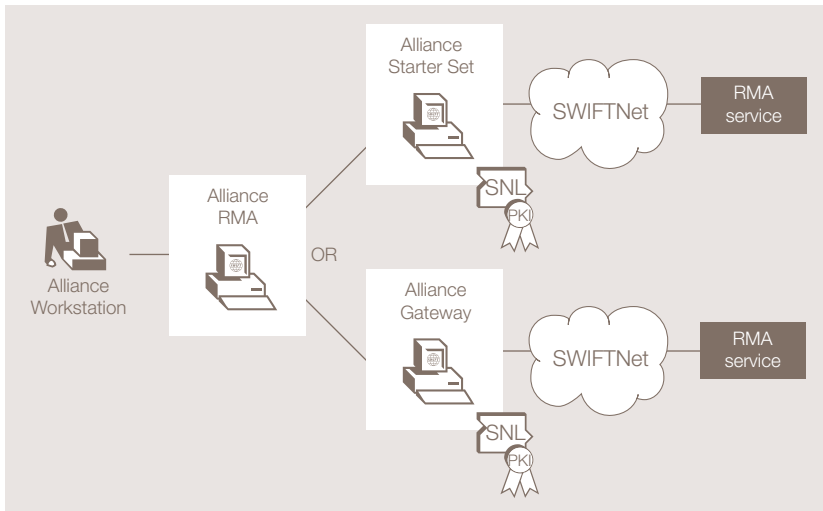 Alliance
Starter Set
SWIFTNet
RMA
service
SNL
PKI
Alliance
RMA
OR
Alliance
Workstation
Alliance
Gateway
SWIFTNet
RMA
service
SNL
PKI